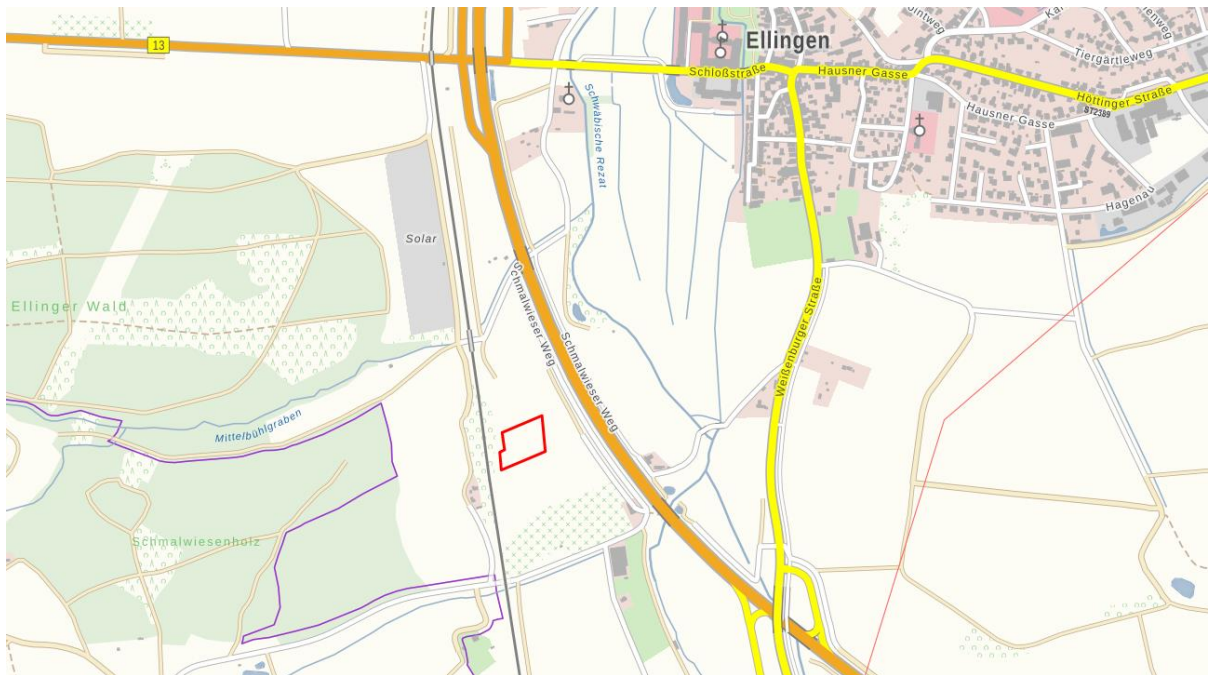 Ellingen
13
Schloßstraße
Hausner Gasse
Tiergärtleweg
Höttinger Straße
ST2389
Hausner Gasse
Schwäbische Rezat
Hagenau
Solar
Schmalwieser Weg
Schmalwieser Weg
Weißenburger Straße
Ellinger Wald
Mittelbühlgraben
Schmalwiesenholz